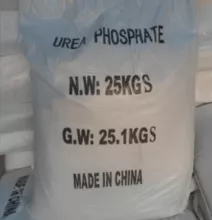 UREA PHOSPHATE
N.W: 25KGS
G.W: 25.1KGS
MADE IN CHINA